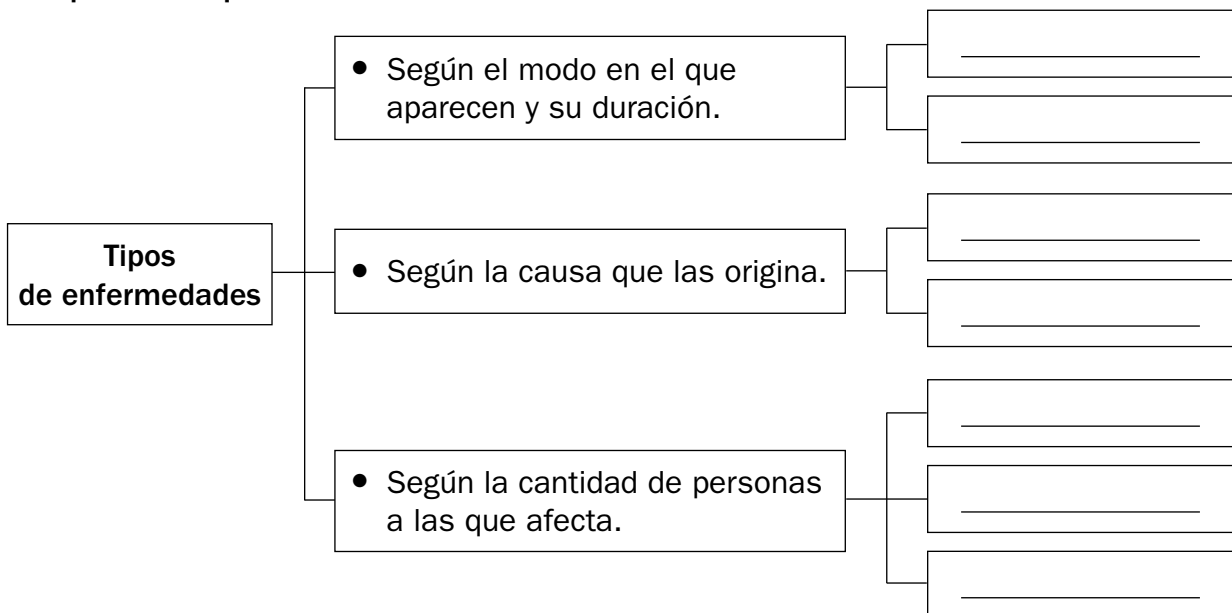 • Según el modo en el que
aparecen y su duración.
Tipos
de enfermedades
• Según la causa que las origina.
• Según la cantidad de personas
a las que afecta.